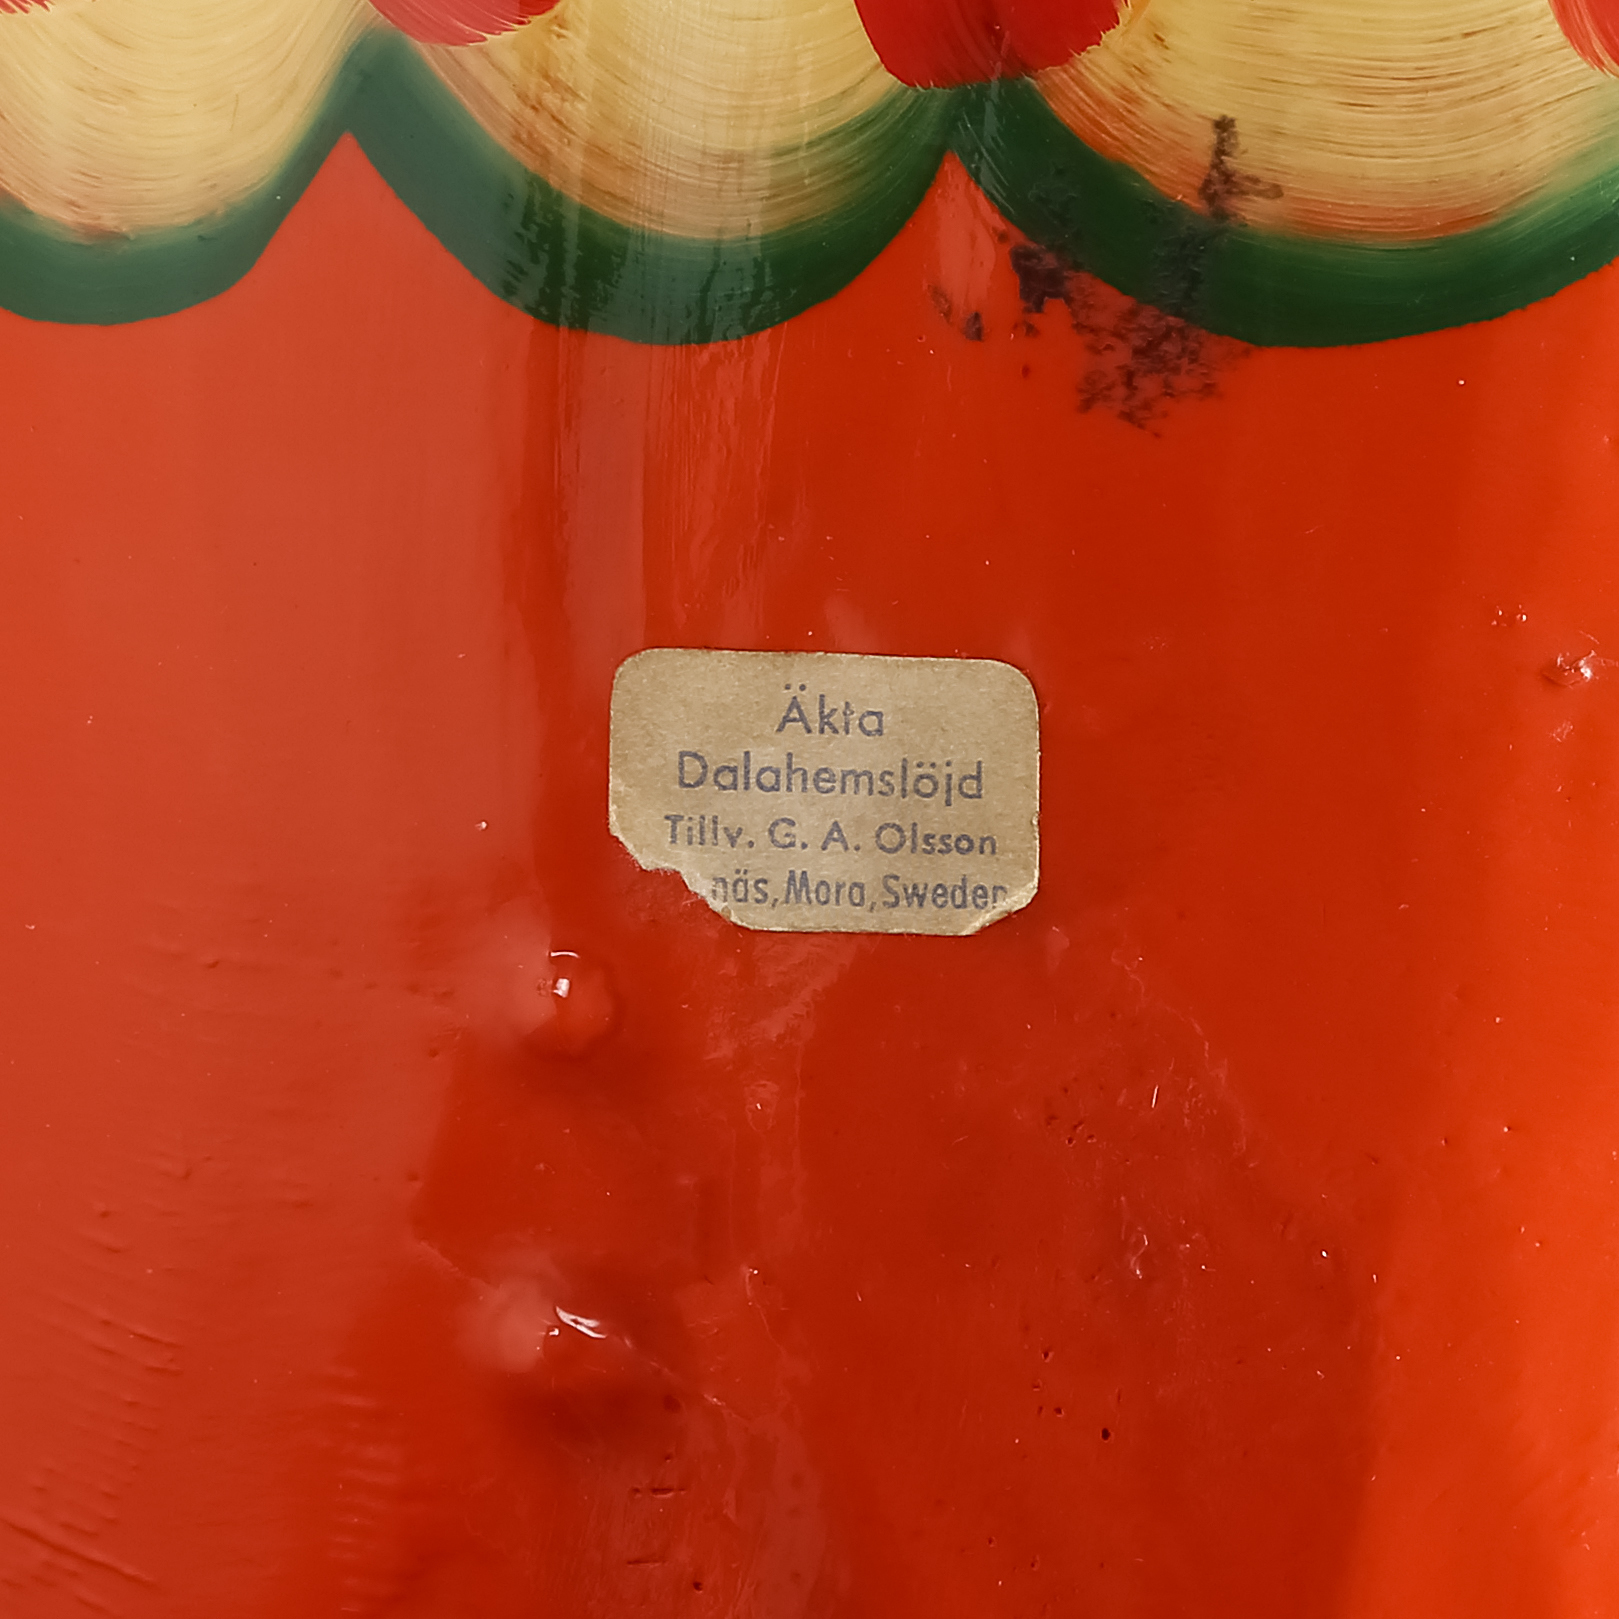 Äkta
Dalahemslöjd
Tillv. G. A. Olsson
näs, Mora, Sweden